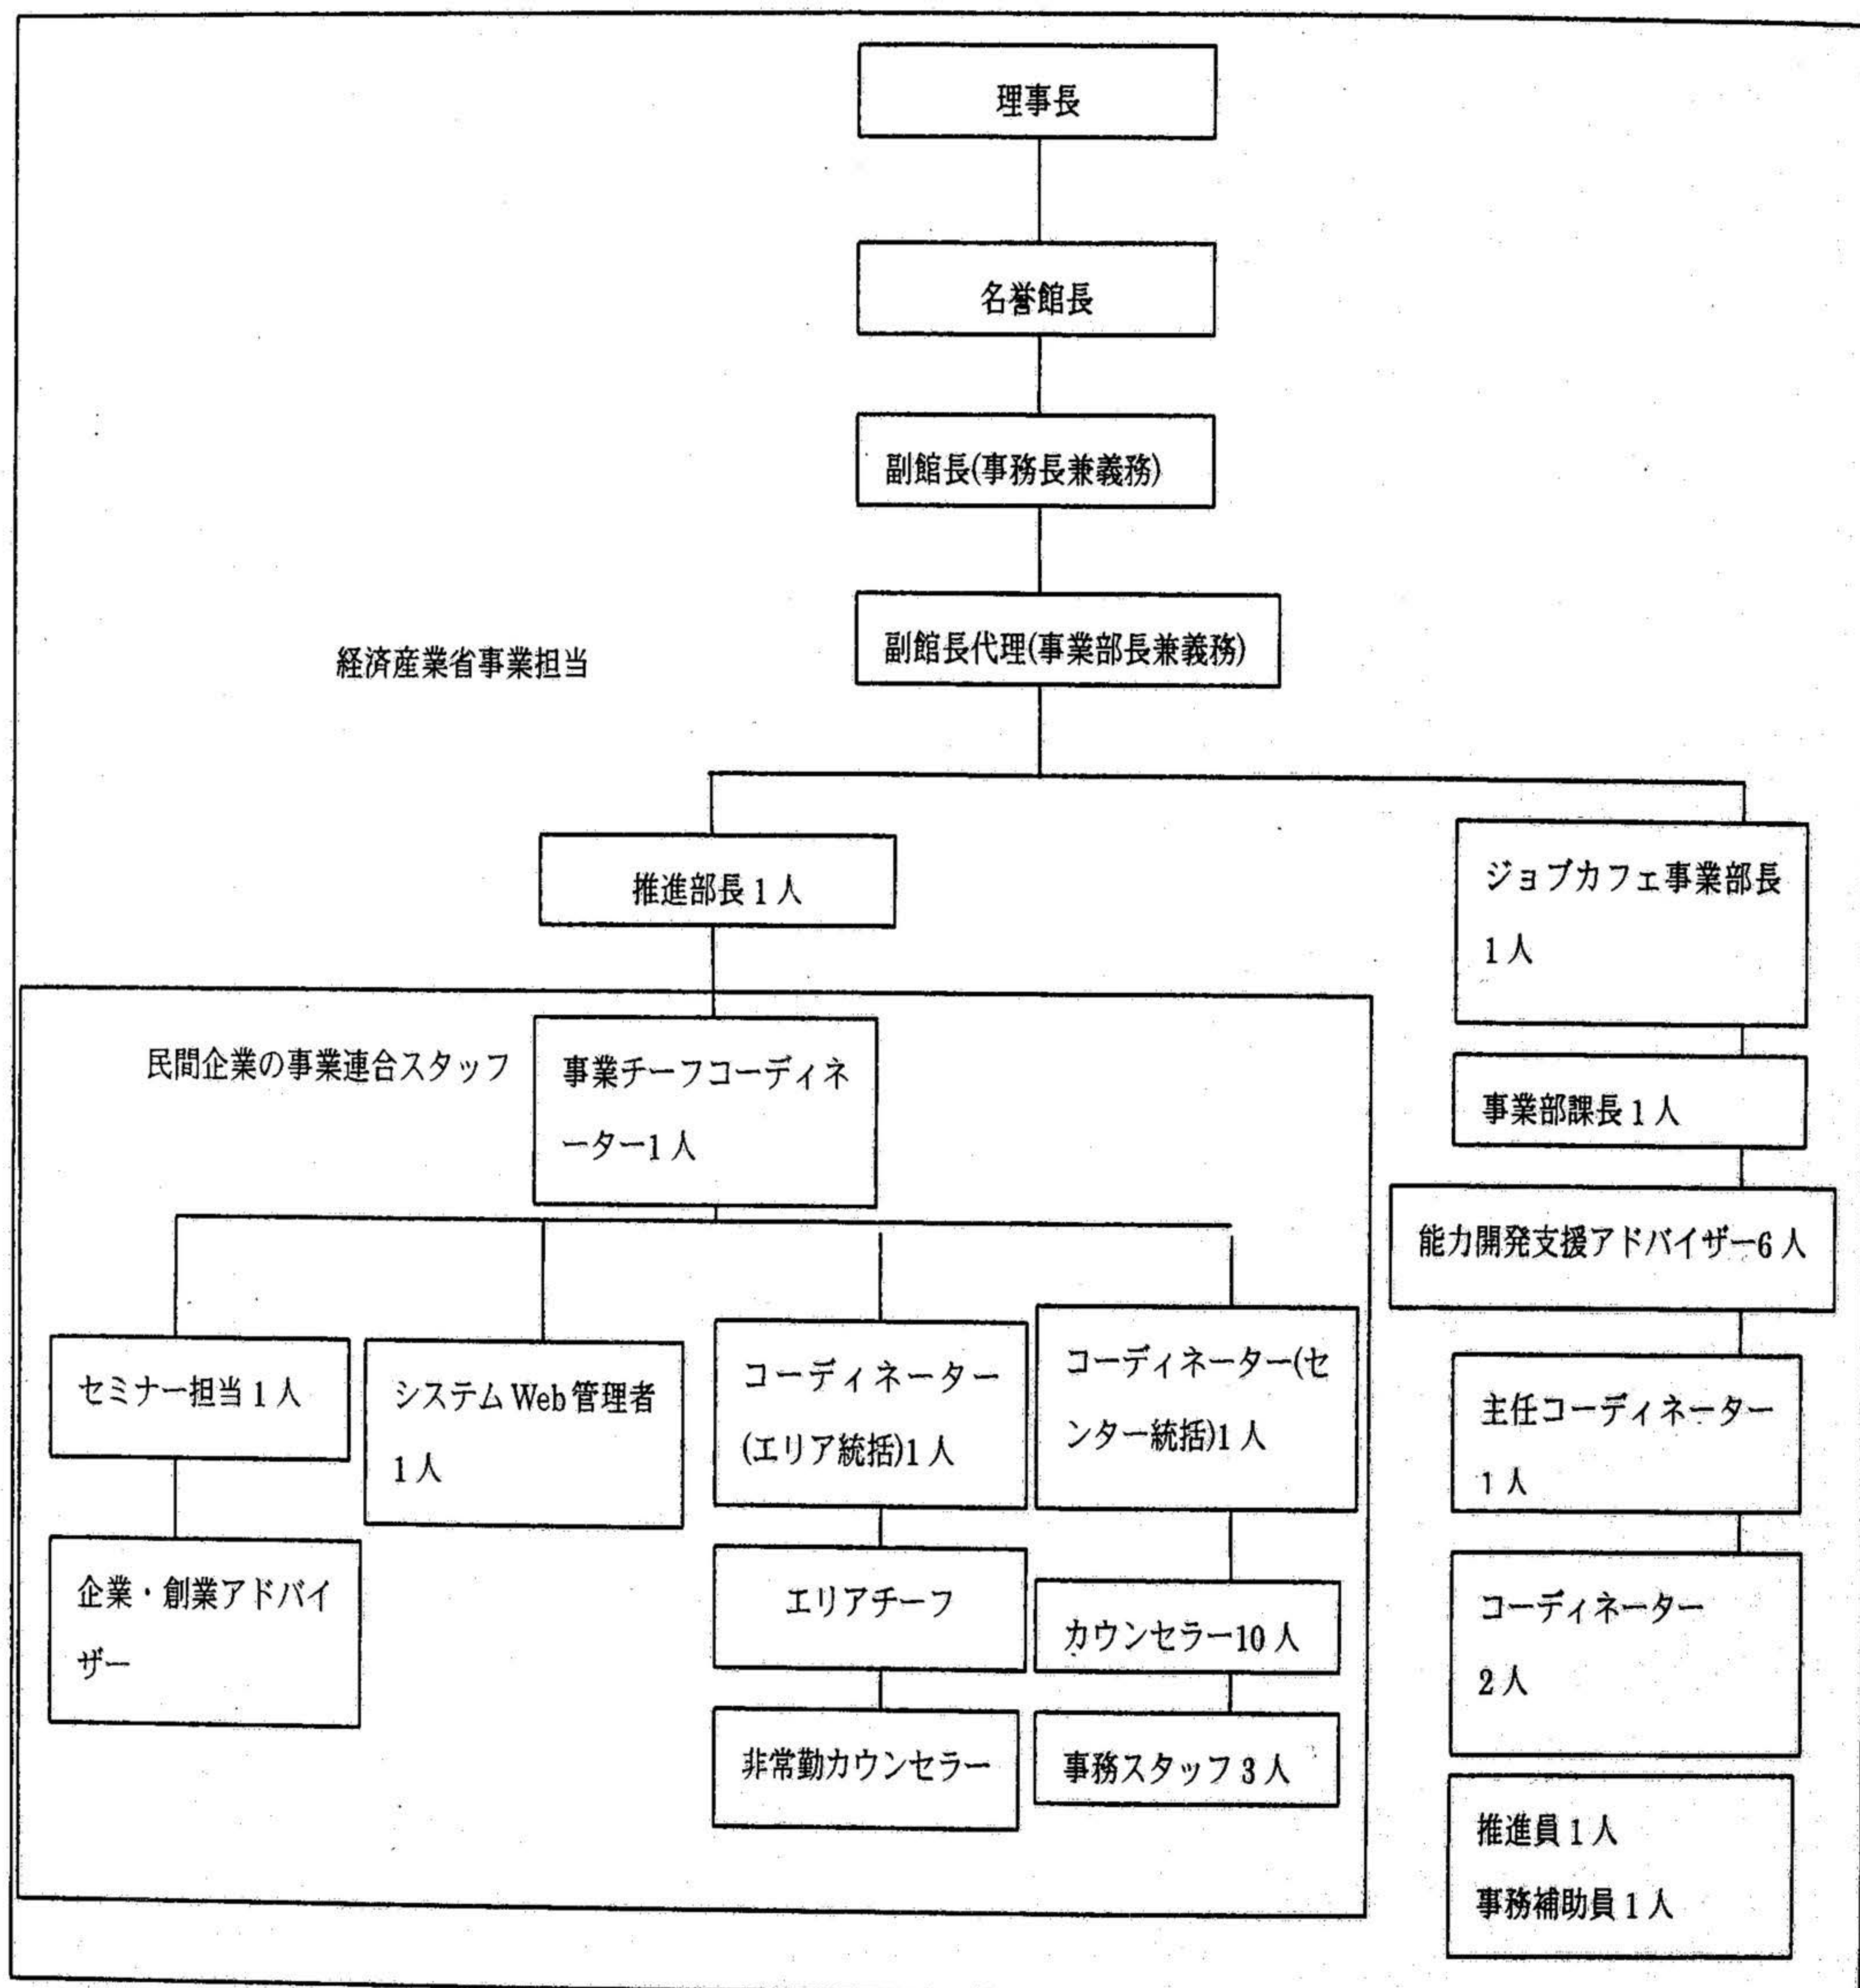 理事長
名誉館長
副館長(事務長兼義務)
副館長代理(事業部長兼義務)
経済産業省事業担当
推進部長1人
ジョブカフェ事業部長
1人
民間企業の事業連合スタッフ
事業チーフコーディネ
ーター1人
事業部課長1人
能力開発支援アドバイザー6人
セミナー担当1人
システムWeb管理者
1人
コーディネーター
(エリア統括)1人
コーディネーター(セ
ンター統括)1人
主任コーディネーター
1人
企業・創業アドバイ
ザー
エリアチーフ
カウンセラー10人
コーディネーター
2人
非常勤カウンセラー
事務スタッフ3人
推進員1人
事務補助員1人